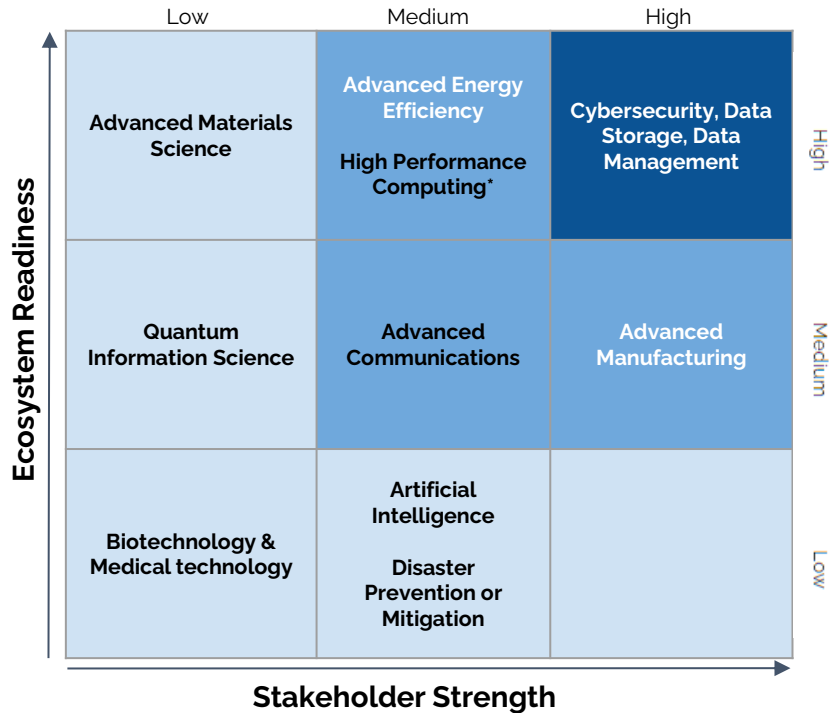 Low
Medium
High
Advanced Materials
Science
Advanced Energy
Efficiency
High Performance
Computing*
Cybersecurity, Data
Storage, Data
Management
High
Quantum
Information Science
Advanced
Communications
Advanced
Manufacturing
Medium
Biotechnology &
Medical technology
Artificial
Intelligence
Disaster
Prevention or
Mitigation
Low
Ecosystem Readiness
Stakeholder Strength